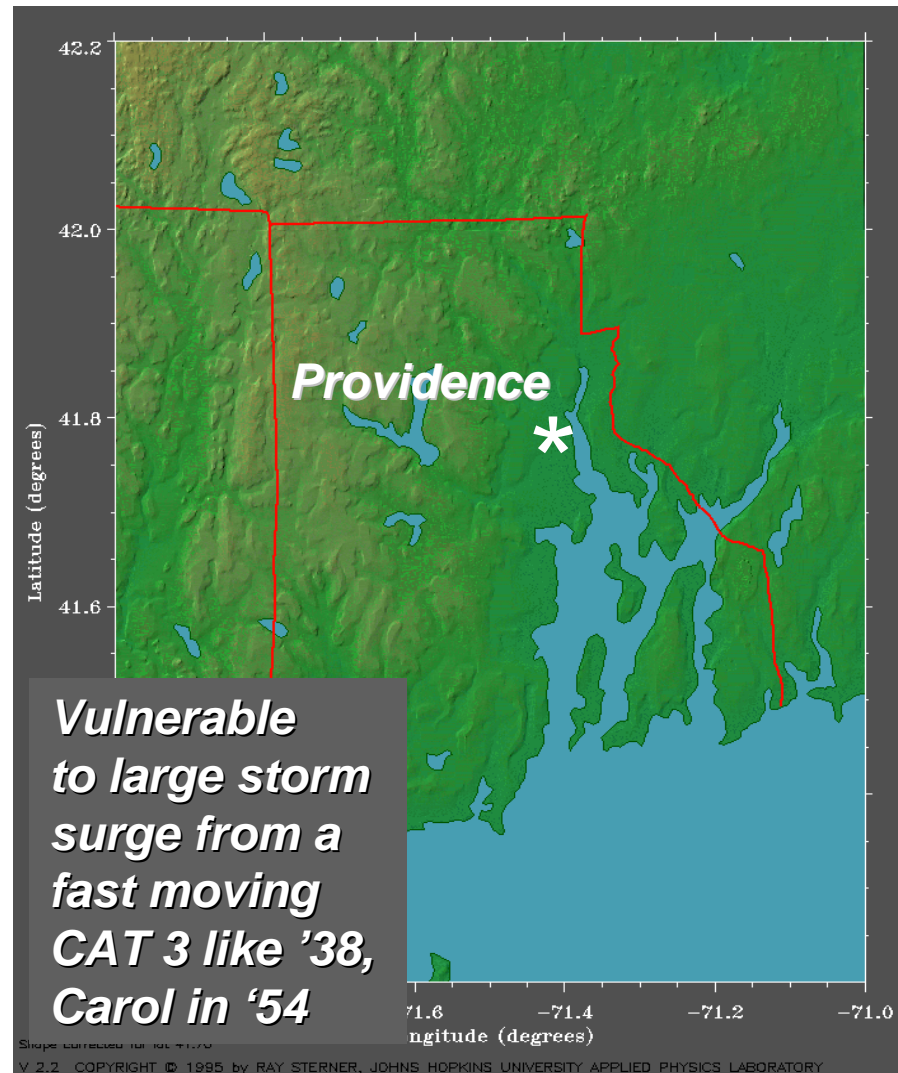 42.2
42.0
Providence
*
41.8
Latitude (degrees)
41.6
Vulnerable
to large storm
surge from a
fast moving
CAT 3 like ’38,
Carol in ‘54
71.6
−71.4
−71.2
−71.0
ngitude (degrees)
V 2.2 COPYRIGHT © 1995 by RAY STERNER, JOHNS HOPKINS UNIVERSITY APPLIED PHYSICS LABORATORY